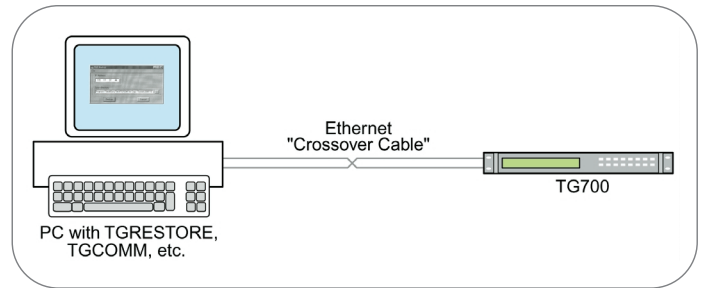 Ethernet
"Crossover Cable"
TG700
PC with TGRESTORE,
TGCOMM, etc.